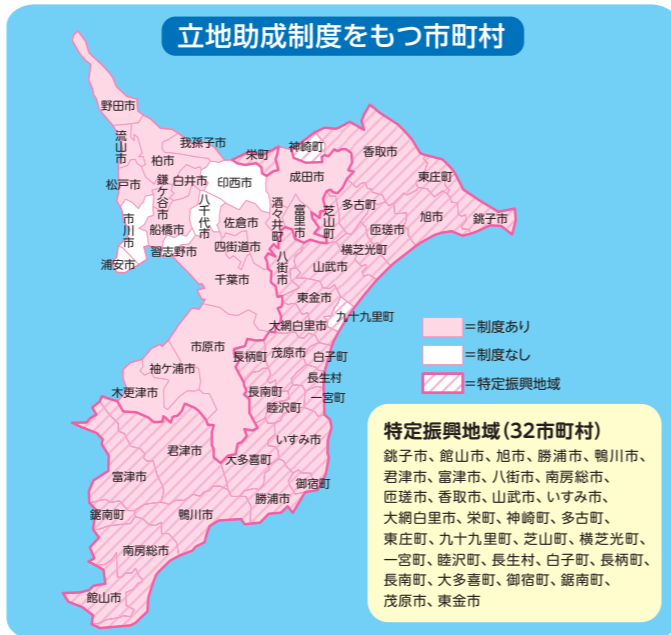 立地助成制度をもつ市町村
野田市
流山市
我孫子市
柏市
松戸市
鎌ケ谷市
白井市
印西市
栄町
神崎町
香取市
東庄町
成田市
市川市
船橋市
八千代市
佐倉市
酒々井町
富里市
芝山町
多古町
匝瑳市
旭市
銚子市
浦安市
習志野市
四街道市
八街市
横芝光町
山武市
千葉市
東金市
九十九里町
大網白里市
市原市
長柄町
茂原市
白子町
袖ケ浦市
木更津市
長南町
長生村
一宮町
睦沢町
いすみ市
君津市
大多喜町
富津市
御宿町
勝浦市
鋸南町
鴨川市
南房総市
館山市
=制度あり
=制度なし
=特定振興地域
特定振興地域(32市町村)
銚子市、館山市、旭市、勝浦市、鴨川市、
君津市、富津市、八街市、南房総市、
匝瑳市、香取市、山武市、いすみ市、
大網白里市、栄町、神崎町、多古町、
東庄町、九十九里町、芝山町、横芝光町、
一宮町、睦沢町、長生村、白子町、長柄町、
長南町、大多喜町、御宿町、鋸南町、
茂原市、東金市